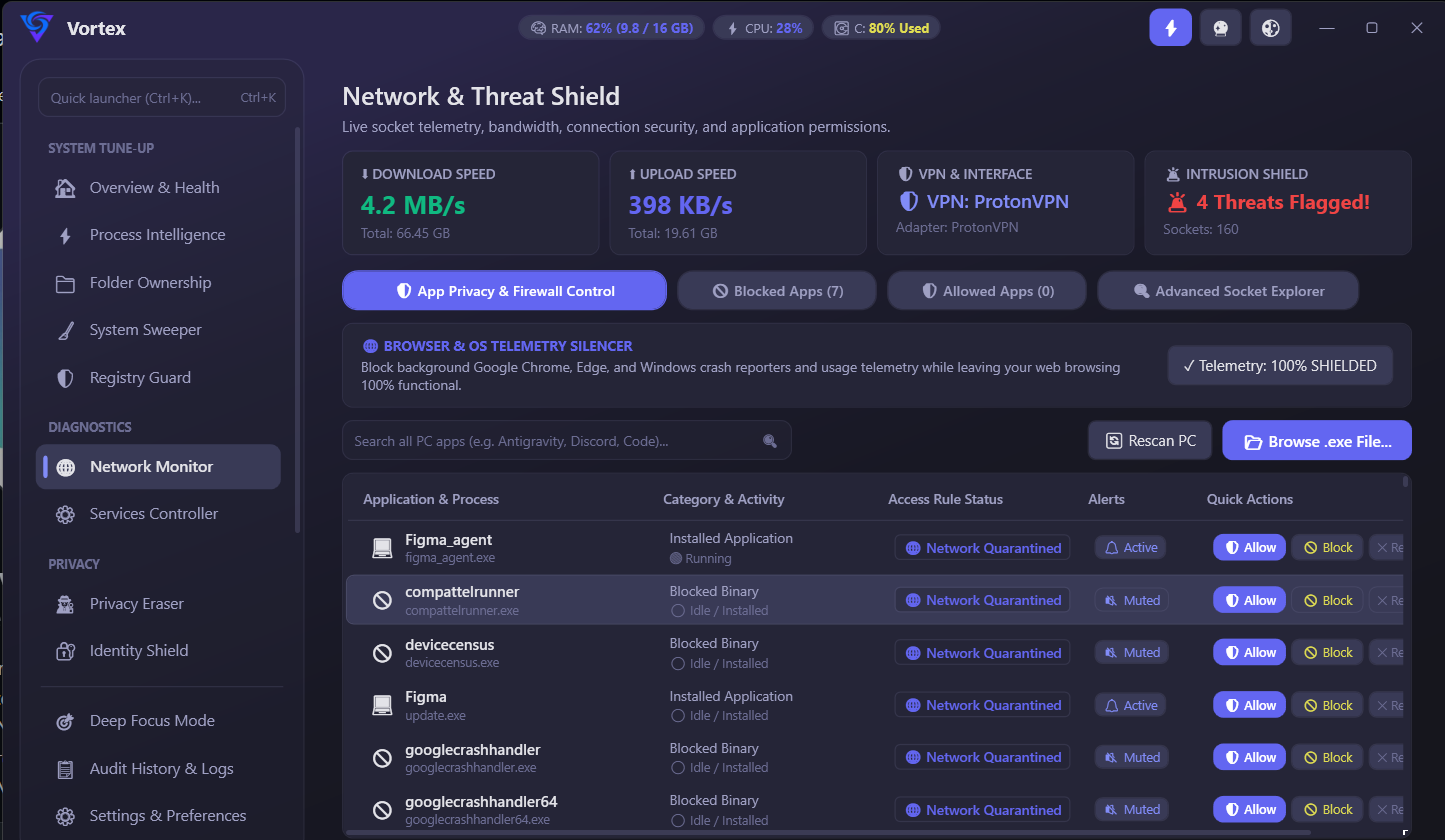 Vortex
RAM: 62% (9.8 / 16 GB)
CPU: 28%
C: 80% Used
Quick launcher (Ctrl+K)... Ctrl+K
SYSTEM TUNE-UP
Overview & Health
Process Intelligence
Folder Ownership
System Sweeper
Registry Guard
DIAGNOSTICS
Network Monitor
Services Controller
PRIVACY
Privacy Eraser
Identity Shield
Deep Focus Mode
Audit History & Logs
Settings & Preferences
Network & Threat Shield
Live socket telemetry, bandwidth, connection security, and application permissions.
⬇ DOWNLOAD SPEED
4.2 MB/s
Total: 66.45 GB
⬆ UPLOAD SPEED
398 KB/s
Total: 19.61 GB
VPN & INTERFACE
VPN: ProtonVPN
Adapter: ProtonVPN
INTRUSION SHIELD
4 Threats Flagged!
Sockets: 160
App Privacy & Firewall Control
Blocked Apps (7)
Allowed Apps (0)
Advanced Socket Explorer
BROWSER & OS TELEMETRY SILENCER
Block background Google Chrome, Edge, and Windows crash reporters and usage telemetry while leaving your web browsing
100% functional.
✓ Telemetry: 100% SHIELDED
Search all PC apps (e.g. Antigravity, Discord, Code)...
Rescan PC
Browse .exe File...
Application & Process Category & Activity Access Rule Status Alerts Quick Actions
Figma_agent
figma_agent.exe
Installed Application
Running
Network Quarantined
Active
Allow
Block
✕ Re
compattelrunner
compattelrunner.exe
Blocked Binary
Idle / Installed
Network Quarantined
Muted
Allow
Block
✕ Re
devicecensus
devicecensus.exe
Blocked Binary
Idle / Installed
Network Quarantined
Muted
Allow
Block
✕ Re
Figma
update.exe
Installed Application
Idle / Installed
Network Quarantined
Active
Allow
Block
✕ Re
googlecrashhandler
googlecrashhandler.exe
Blocked Binary
Idle / Installed
Network Quarantined
Muted
Allow
Block
✕ Re
googlecrashhandler64
googlecrashhandler64.exe
Blocked Binary
Idle / Installed
Network Quarantined
Muted
Allow
Block
✕ Re